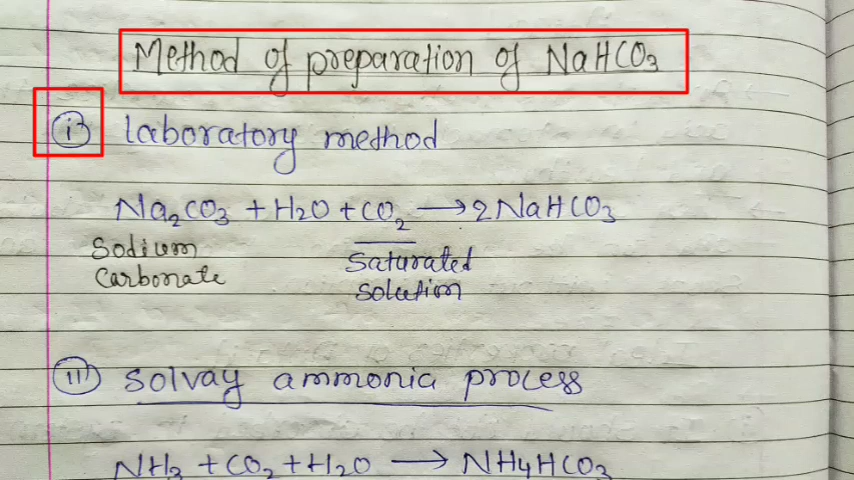 Method of preparation of NaHCO₃
(i) laboratory method
Na₂CO₃ + H₂O + CO₂ → 2NaHCO₃
Sodium Carbonate
Saturated solution
(ii) Solvay ammonia process
NH₃ + CO₂ + H₂O → NH₄HCO₃